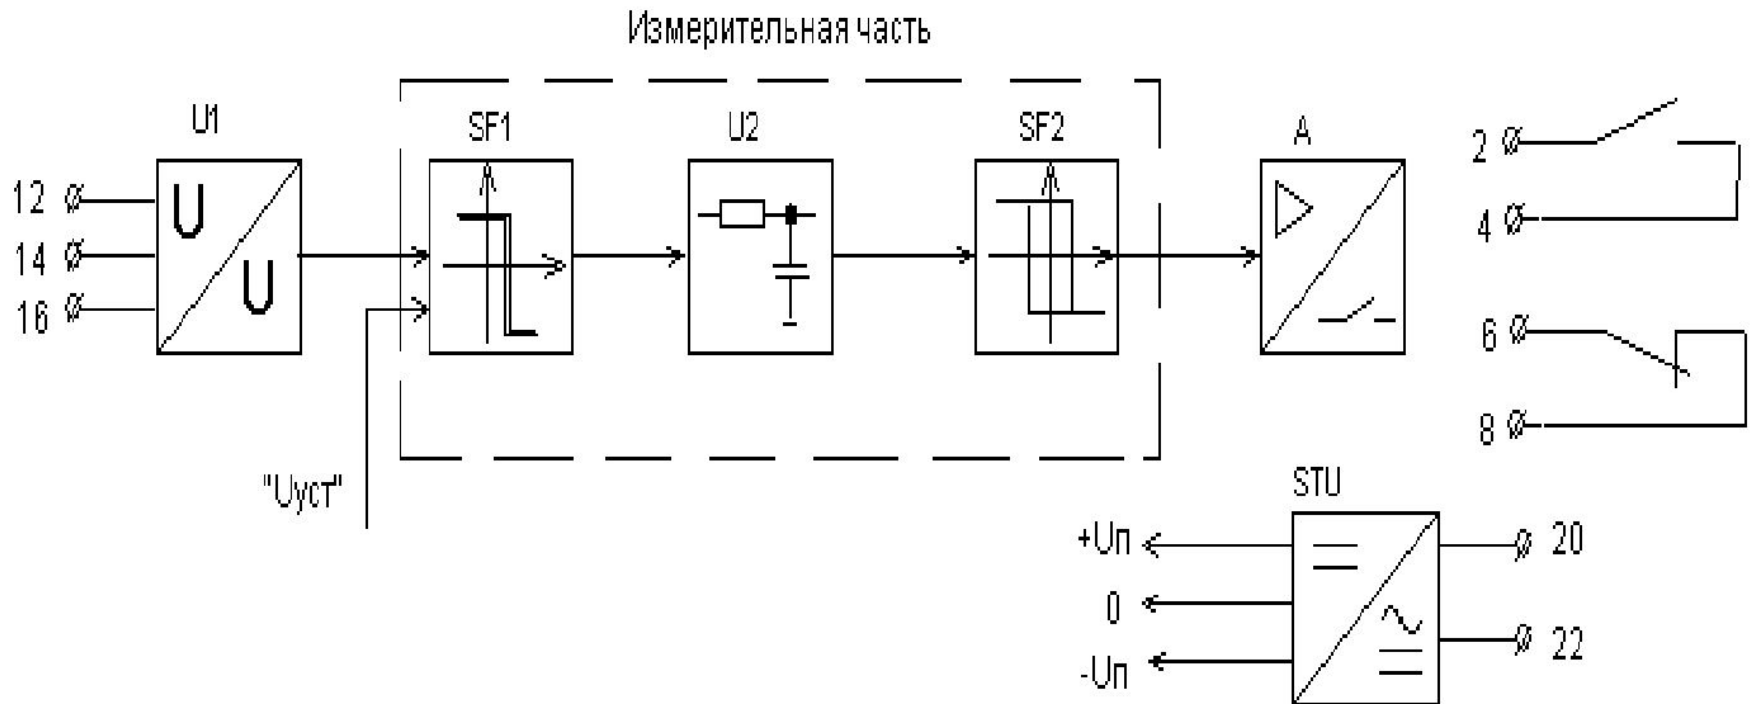 Измерительная часть
U1
SF1
U2
SF2
A
2
12
4
14
16
6
8
"Uуст"
STU
+Uп
20
0
22
-Uп